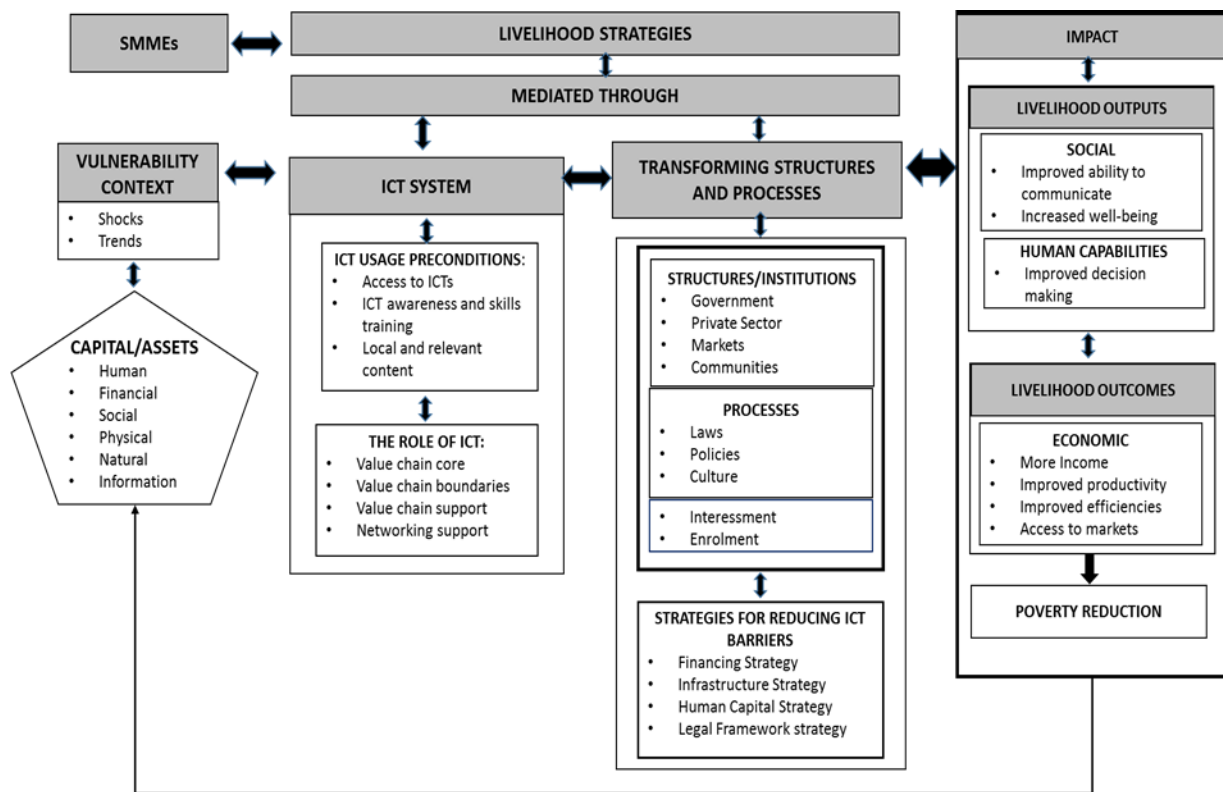 SMMEs
LIVELIHOOD STRATEGIES
MEDIATED THROUGH
VULNERABILITY
CONTEXT
• Shocks
• Trends
CAPITAL/ASSETS
• Human
• Financial
• Social
• Physical
• Natural
• Information
ICT SYSTEM
ICT USAGE PRECONDITIONS:
• Access to ICTs
• ICT awareness and skills
training
• Local and relevant
content
THE ROLE OF ICT:
• Value chain core
• Value chain boundaries
• Value chain support
• Networking support
TRANSFORMING STRUCTURES
AND PROCESSES
STRUCTURES/INSTITUTIONS
• Government
• Private Sector
• Markets
• Communities
PROCESSES
• Laws
• Policies
• Culture
• Interessment
• Enrolment
STRATEGIES FOR REDUCING ICT
BARRIERS
• Financing Strategy
• Infrastructure Strategy
• Human Capital Strategy
• Legal Framework strategy
IMPACT
LIVELIHOOD OUTPUTS
SOCIAL
• Improved ability to
communicate
• Increased well-being
HUMAN CAPABILITIES
• Improved decision
making
LIVELIHOOD OUTCOMES
ECONOMIC
• More Income
• Improved productivity
• Improved efficiencies
• Access to markets
POVERTY REDUCTION